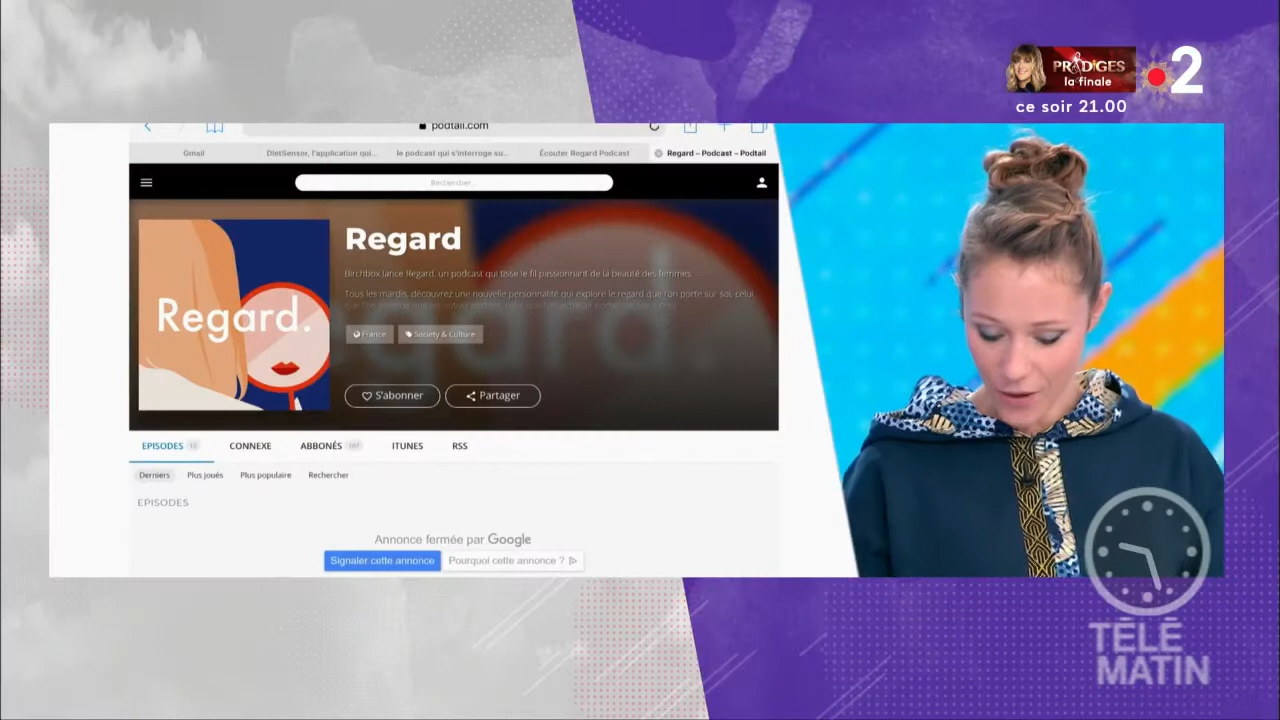 PRODIGES
la finale
2
ce soir 21.00
podtail.com
Gmail
DietSensor, l'application qui...
le podcast qui s'interroge su...
Écouter Regard Podcast
Regard – Podcast – Podtail
Rechercher
Regard
Birchbox lance Regard, un podcast qui tisse le fil passionnant de la beauté des femmes.
Tous les mardis, découvrez une nouvelle personnalité qui explore le regard que l'on porte sur soi, celui
Regard.
France
Society & Culture
S'abonner
Partager
EPISODES 12
CONNEXE
ABBONÉS 107
ITUNES
RSS
Derniers
Plus joués
Plus populaire
Rechercher
EPISODES
Annonce fermée par Google
Signaler cette annonce
Pourquoi cette annonce ?
TÉLÉ
MATIN